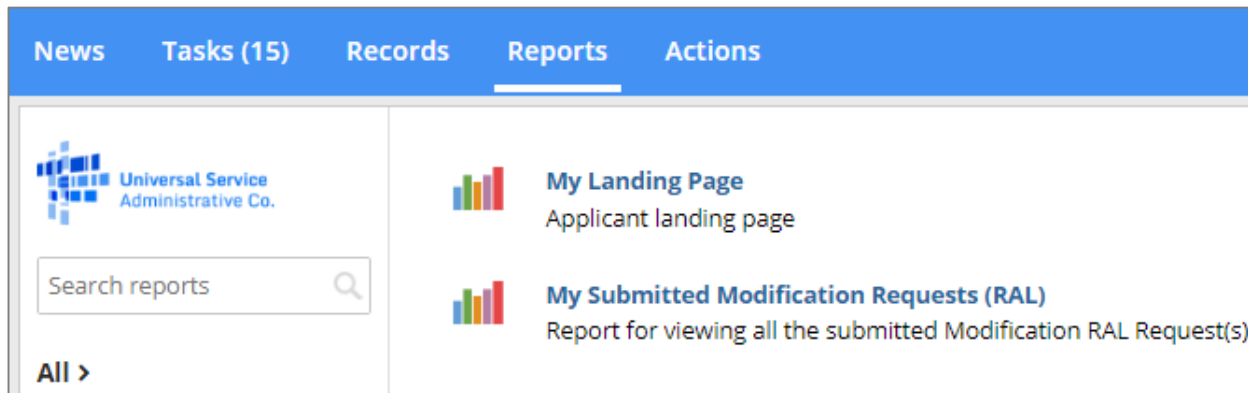 News Tasks (15) Records Reports Actions
Universal Service
Administrative Co.
Search reports
All >
My Landing Page
Applicant landing page
My Submitted Modification Requests (RAL)
Report for viewing all the submitted Modification RAL Request(s)